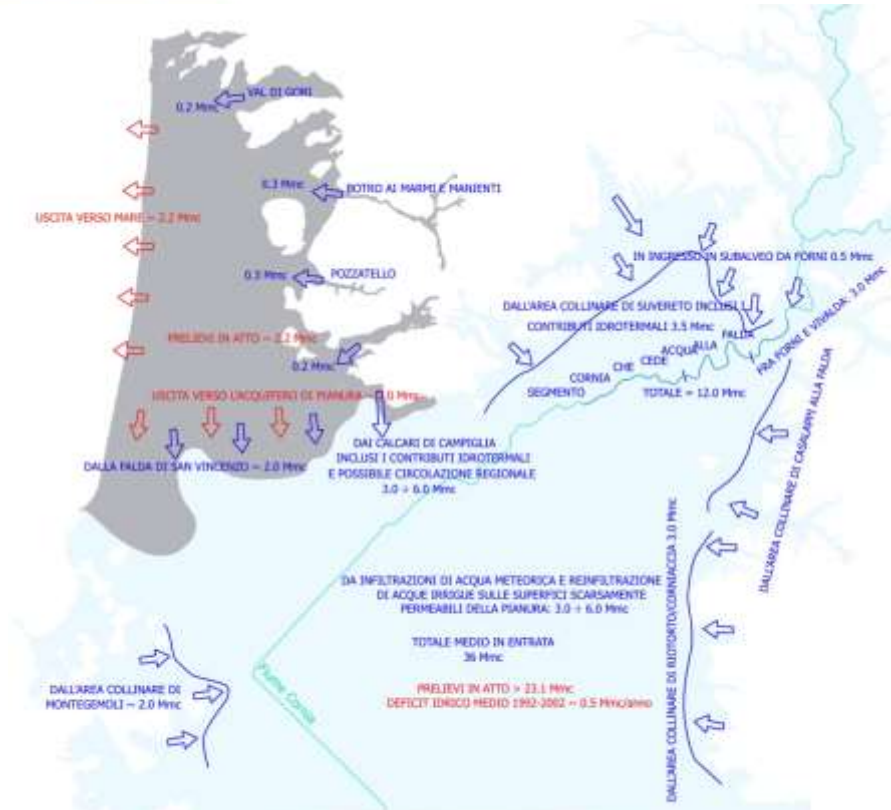 VAL DI GORI
0.2 Mmc
0.3 Mmc
BOTRO AI MARMI E MANIENTI
USCITA VERSO MARE ~ 2.2 Mmc
IN INGRESSO IN SUBALVEO DA FORNI 0.5 Mmc
0.3 Mmc
POZZATELLO
DALL'AREA COLLINARE DI SUVERETO INCLUSI I
CONTRIBUTI IDROTERMALI 3.5 Mmc
FRA FORNI E VIVALDA: 3.0 Mmc
PRELIEVI IN ATTO ~ 2.2 Mmc
0.2 Mmc
SEGMENTO CORNIA CHE CEDE ACQUA ALLA FALDA
TOTALE = 12.0 Mmc
USCITA VERSO L'ACQUIFERO DI PIANURA ~ .0 Mmc
DAI CALCARI DI CAMPIGLIA
INCLUSI I CONTRIBUTI IDROTERMALI
E POSSIBILE CIRCOLAZIONE REGIONALE
3.0 ÷ 6.0 Mmc
DALLA FALDA DI SAN VINCENZO ~ 2.0 Mmc
DALL'AREA COLLINARE DI CASALAPPI ALLA FALDA
DALL'AREA COLLINARE DI RIOTORTO/CORNIACCIA 3.0 Mmc
DA INFILTRAZIONI DI ACQUA METEORICA E REINFILTRAZIONE
DI ACQUE IRRIGUE SULLE SUPERFICI SCARSAMENTE
PERMEABILI DELLA PIANURA: 3.0 ÷ 6.0 Mmc
TOTALE MEDIO IN ENTRATA
36 Mmc
Fiume Cornia
PRELIEVI IN ATTO > 23.1 Mmc
DEFICIT IDRICO MEDIO 1992-2002 ~ 0.5 Mmc/anno
DALL'AREA COLLINARE DI
MONTEGEMOLI ~ 2.0 Mmc